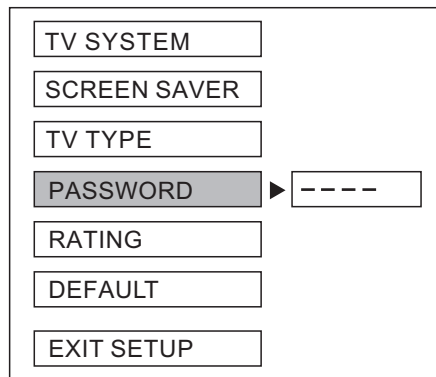 TV SYSTEM
SCREEN SAVER
TV TYPE
PASSWORD ▶ – – – –
RATING
DEFAULT
EXIT SETUP